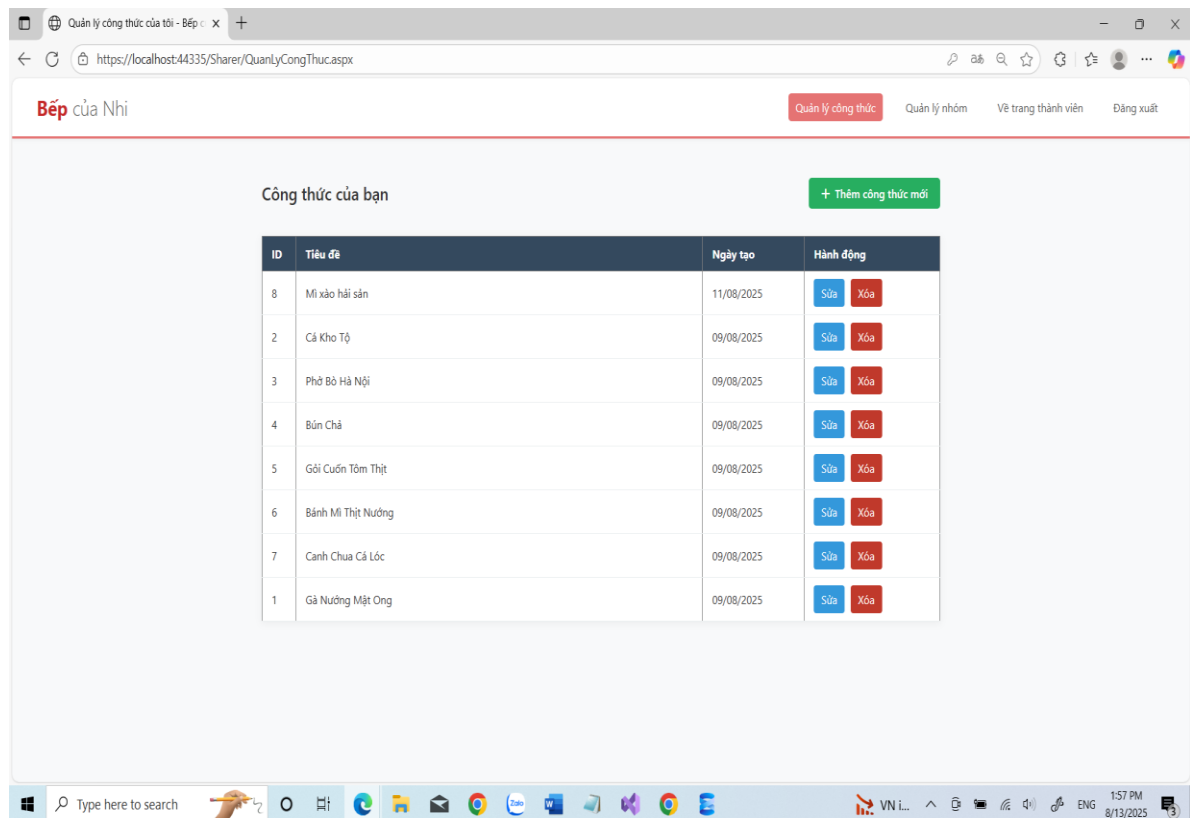 Quản lý công thức của tôi - Bếp c
https://localhost:44335/Sharer/QuanLyCongThuc.aspx
Bếp của Nhi
Quản lý công thức
Quản lý nhóm
Về trang thành viên
Đăng xuất
Công thức của bạn
+ Thêm công thức mới
ID Tiêu đề Ngày tạo Hành động
8 Mì xào hải sản 11/08/2025 Sửa Xóa
2 Cá Kho Tộ 09/08/2025 Sửa Xóa
3 Phở Bò Hà Nội 09/08/2025 Sửa Xóa
4 Bún Chả 09/08/2025 Sửa Xóa
5 Gỏi Cuốn Tôm Thịt 09/08/2025 Sửa Xóa
6 Bánh Mì Thịt Nướng 09/08/2025 Sửa Xóa
7 Canh Chua Cá Lóc 09/08/2025 Sửa Xóa
1 Gà Nướng Mật Ong 09/08/2025 Sửa Xóa
Type here to search
Zalo
VN i...
ENG
1:57 PM
8/13/2025
3